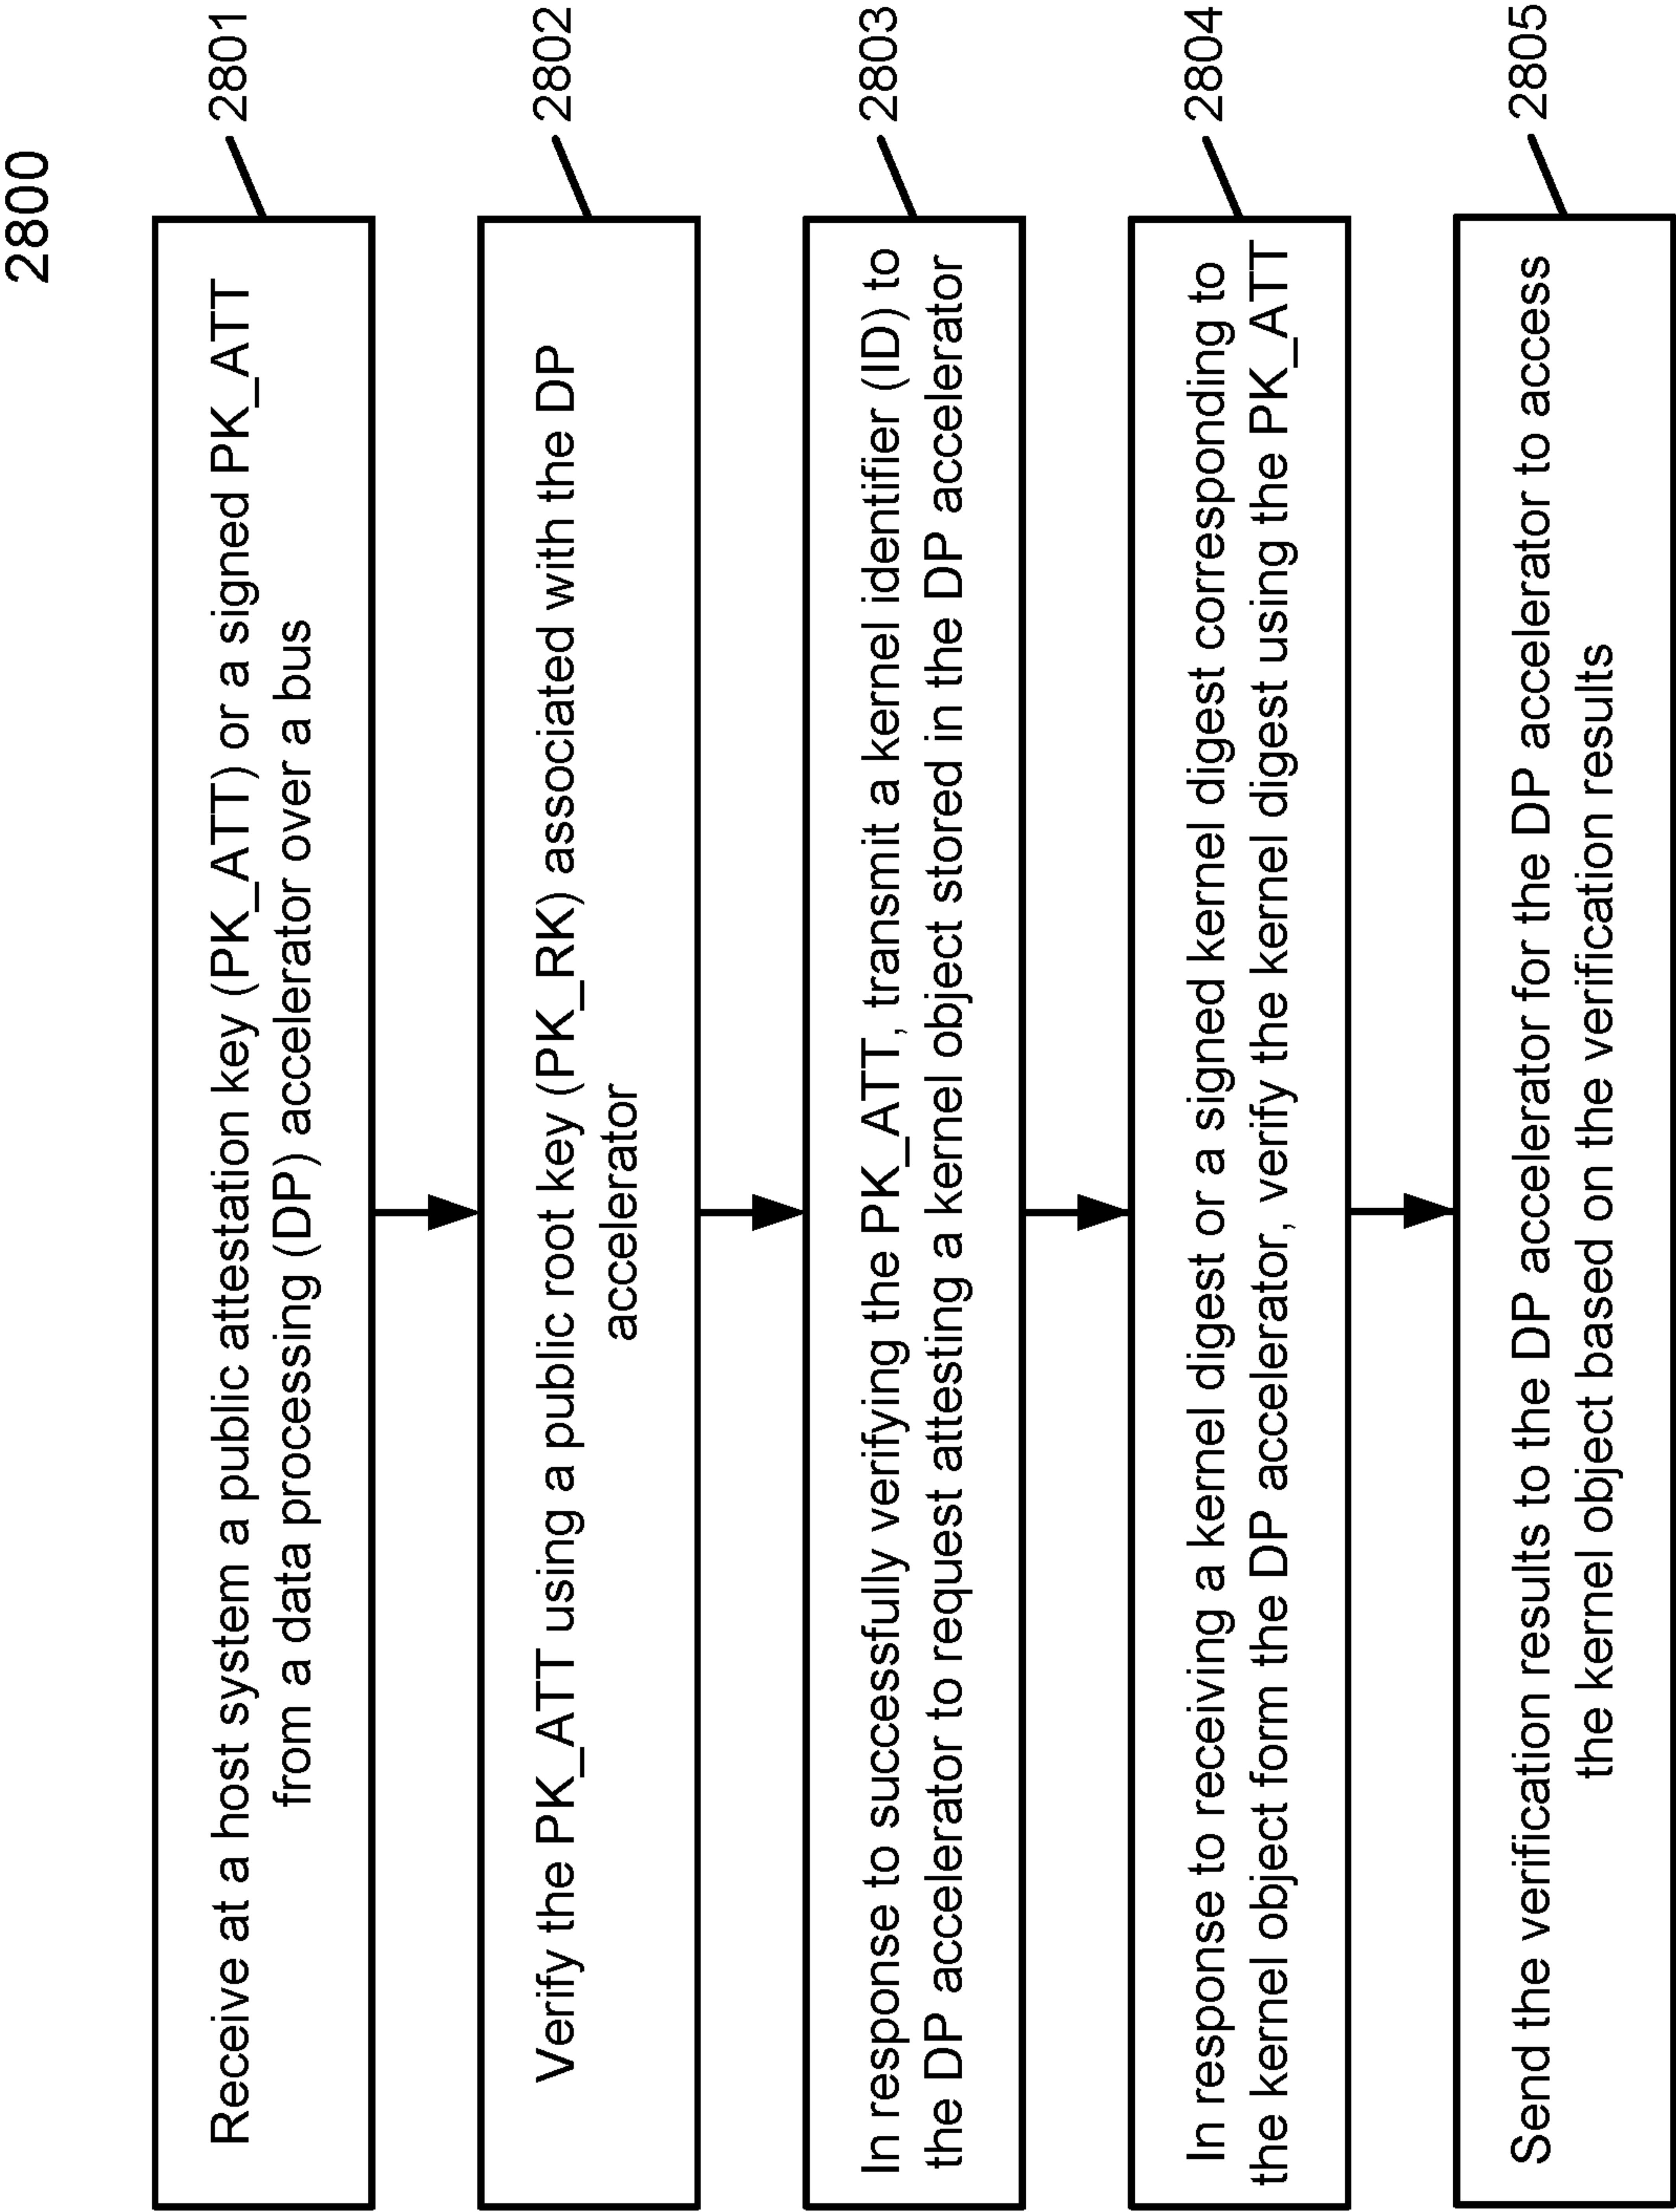 2800
Receive at a host system a public attestation key (PK_ATT) or a signed PK_ATT
from a data processing (DP) accelerator over a bus
2801
Verify the PK_ATT using a public root key (PK_RK) associated with the DP
accelerator
2802
In response to successfully verifying the PK_ATT, transmit a kernel identifier (ID) to
the DP accelerator to request attesting a kernel object stored in the DP accelerator
2803
In response to receiving a kernel digest or a signed kernel digest corresponding to
the kernel object form the DP accelerator, verify the kernel digest using the PK_ATT
2804
Send the verification results to the DP accelerator for the DP accelerator to access
the kernel object based on the verification results
2805